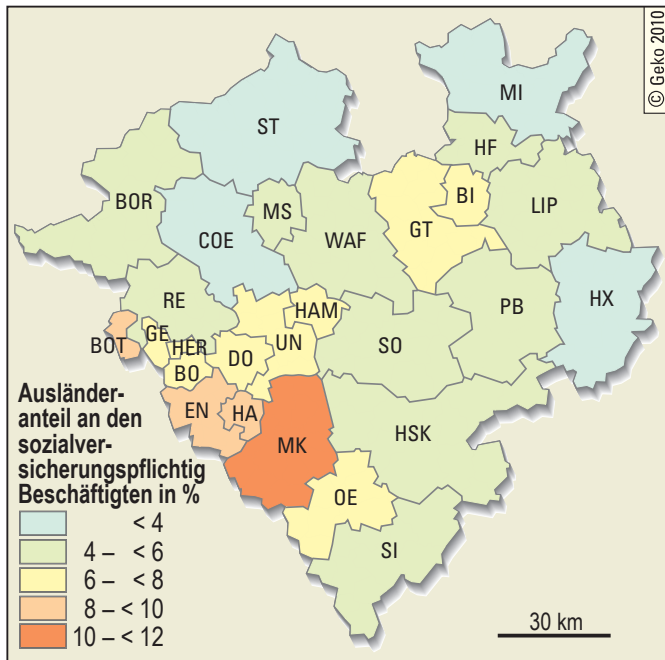 © Geko 2010
MI
ST
HF
BI
BOR
MS
LIP
COE
WAF
GT
HX
RE
PB
HAM
BOT
GE
HER
UN
SO
DO
BO
EN
HA
MK
HSK
OE
SI
Ausländer-
anteil an den
sozialver-
sicherungspflichtig
Beschäftigten in %
< 4
4 – < 6
6 – < 8
8 – < 10
10 – < 12
30 km